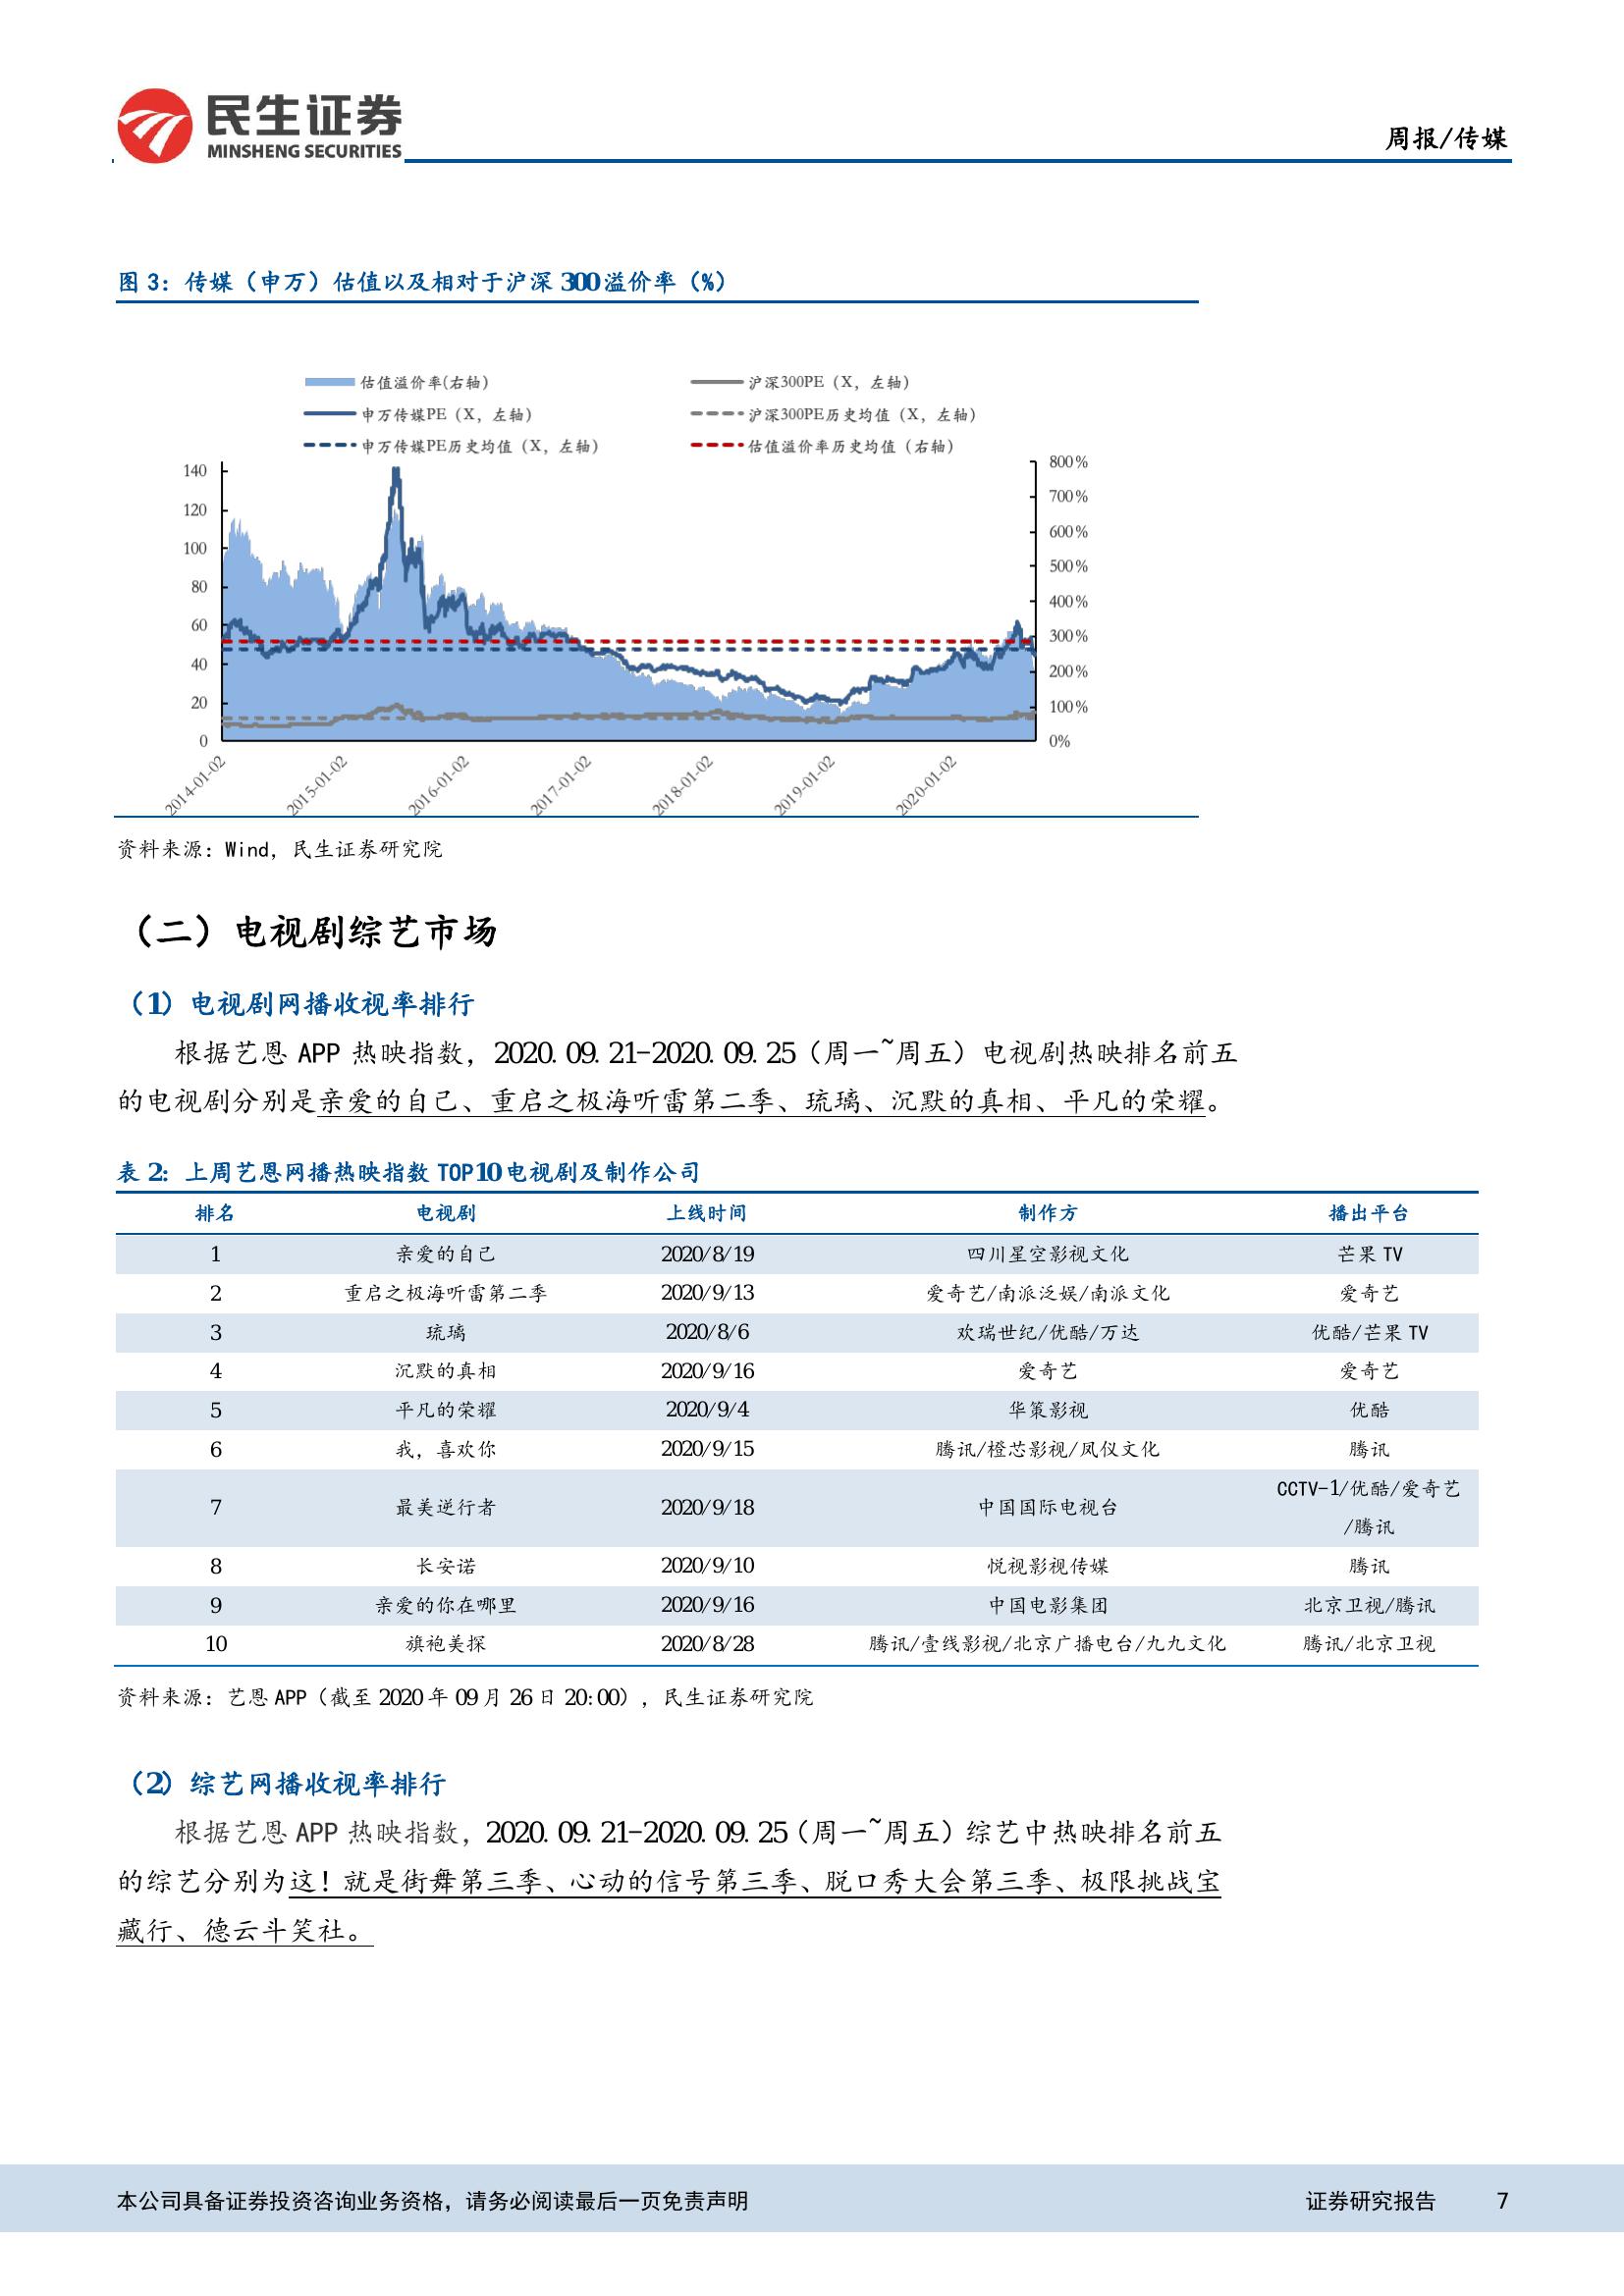 民生证券
MINSHENG SECURITIES
周报/传媒
图 3：传媒（申万）估值以及相对于沪深 300 溢价率（%）
估值溢价率(右轴) 沪深300PE（X，左轴）
申万传媒PE（X，左轴） 沪深300PE历史均值（X，左轴）
申万传媒PE历史均值（X，左轴） 估值溢价率历史均值（右轴）
140 800%
120 700%
100 600%
80 500%
60 400%
40 300%
20 200%
0 100%
0%
2014-01-02 2015-01-02 2016-01-02 2017-01-02 2018-01-02 2019-01-02 2020-01-02
资料来源：Wind，民生证券研究院
（二）电视剧综艺市场
（1）电视剧网播收视率排行
根据艺恩 APP 热映指数，2020.09.21-2020.09.25（周一~周五）电视剧热映排名前五
的电视剧分别是亲爱的自己、重启之极海听雷第二季、琉璃、沉默的真相、平凡的荣耀。
表 2：上周艺恩网播热映指数 TOP10 电视剧及制作公司
排名 电视剧 上线时间 制作方 播出平台
1 亲爱的自己 2020/8/19 四川星空影视文化 芒果 TV
2 重启之极海听雷第二季 2020/9/13 爱奇艺/南派泛娱/南派文化 爱奇艺
3 琉璃 2020/8/6 欢瑞世纪/优酷/万达 优酷/芒果 TV
4 沉默的真相 2020/9/16 爱奇艺 爱奇艺
5 平凡的荣耀 2020/9/4 华策影视 优酷
6 我，喜欢你 2020/9/15 腾讯/橙芯影视/凤仪文化 腾讯
7 最美逆行者 2020/9/18 中国国际电视台 CCTV-1/优酷/爱奇艺
/腾讯
8 长安诺 2020/9/10 悦视影视传媒 腾讯
9 亲爱的你在哪里 2020/9/16 中国电影集团 北京卫视/腾讯
10 旗袍美探 2020/8/28 腾讯/壹线影视/北京广播电台/九九文化 腾讯/北京卫视
资料来源：艺恩 APP（截至 2020 年 09 月 26 日 20:00），民生证券研究院
（2）综艺网播收视率排行
根据艺恩 APP 热映指数，2020.09.21-2020.09.25（周一~周五）综艺中热映排名前五
的综艺分别为这！就是街舞第三季、心动的信号第三季、脱口秀大会第三季、极限挑战宝
藏行、德云斗笑社。
本公司具备证券投资咨询业务资格，请务必阅读最后一页免责声明 证券研究报告 7